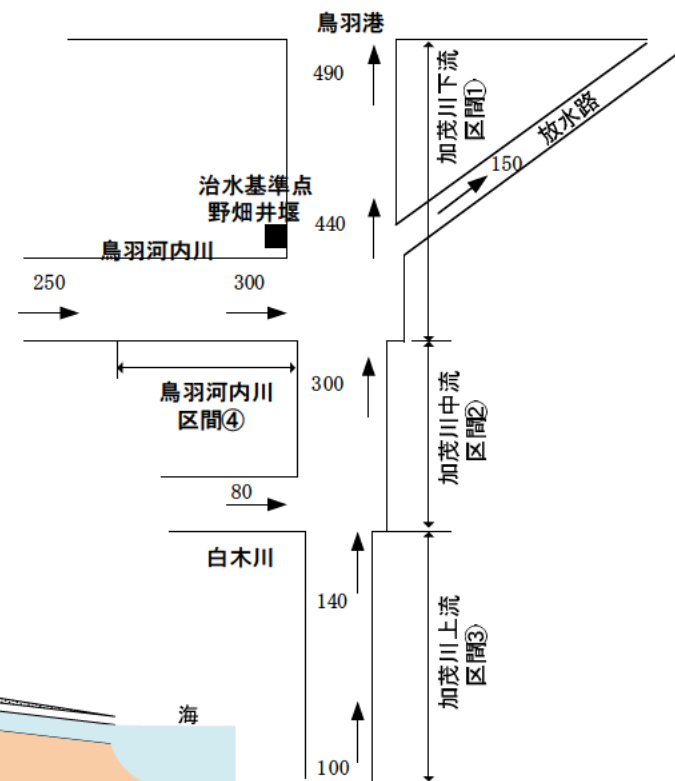 鳥羽港
490
加茂川下流
区間①
放水路
150
治水基準点
野畑井堰
440
鳥羽河内川
250
300
鳥羽河内川
区間④
300
加茂川中流
区間②
80
白木川
140
加茂川上流
区間③
海
100